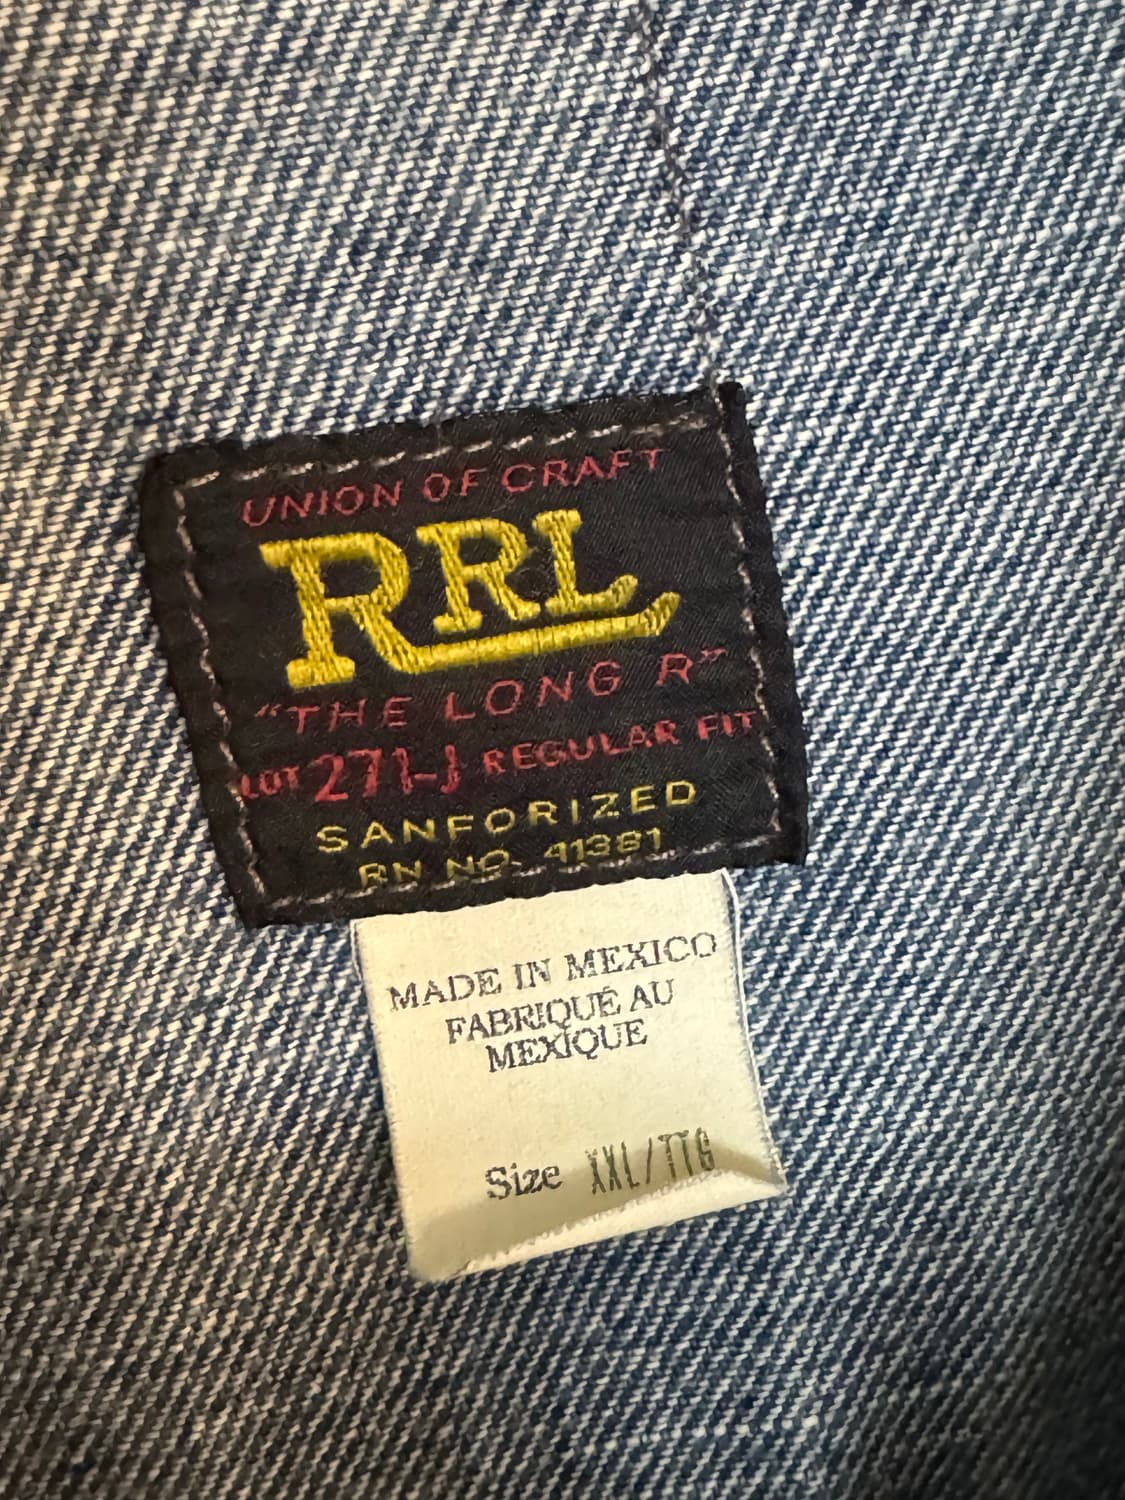 UNION OF CRAFT
RRL
"THE LONG R"
LOT 271-J REGULAR FIT
SANFORIZED
RN NO. 41381
MADE IN MEXICO
FABRIQUÉ AU
MEXIQUE
Size XXL/TTG